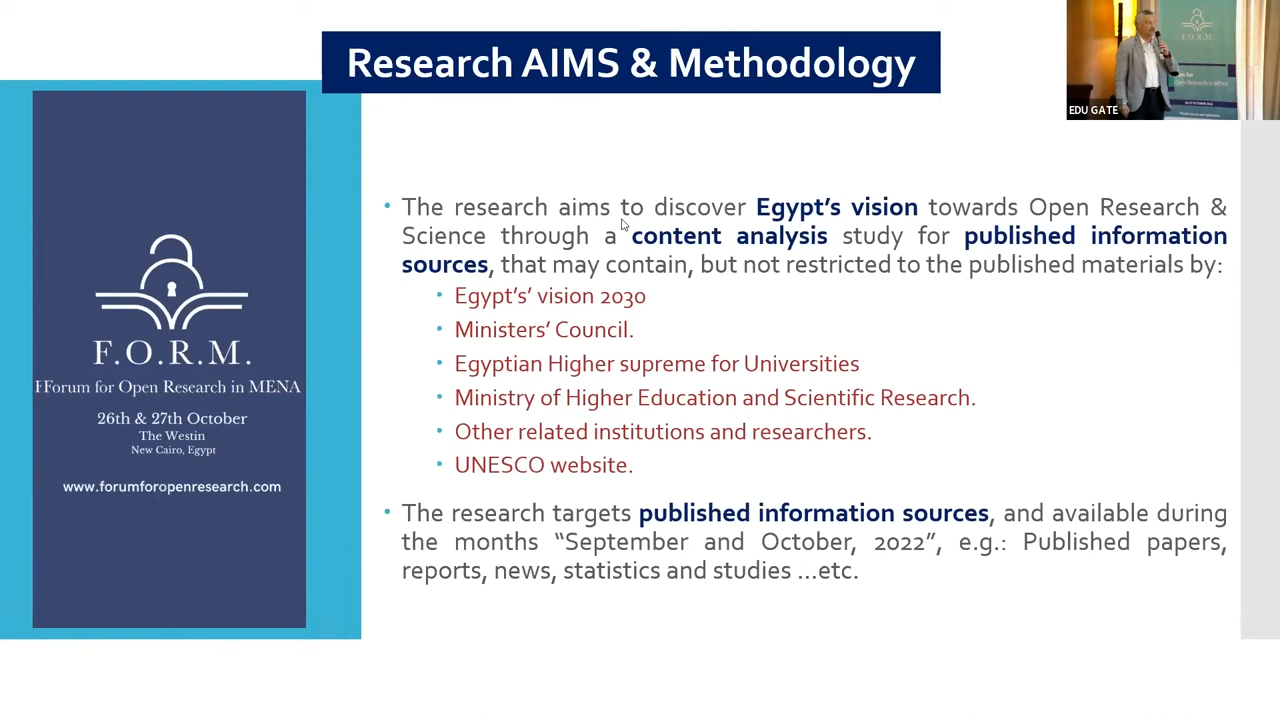 Research AIMS & Methodology
F.O.R.M.
EDU GATE
The research aims to discover Egypt's vision towards Open Research &
Science through a content analysis study for published information
sources, that may contain, but not restricted to the published materials by:
Egypt's' vision 2030
Ministers' Council.
Egyptian Higher supreme for Universities
Ministry of Higher Education and Scientific Research.
Other related institutions and researchers.
UNESCO website.
The research targets published information sources, and available during
the months “September and October, 2022”, e.g.: Published papers,
reports, news, statistics and studies ...etc.
F.O.R.M.
Forum for Open Research in MENA
26th & 27th October
The Westin
New Cairo, Egypt
www.forumforopenresearch.com